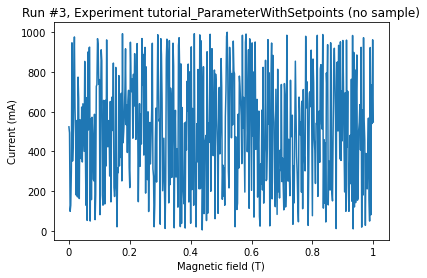 Run #3, Experiment tutorial_ParameterWithSetpoints (no sample)
1000
800
600
400
200
0
Current (mA)
0 0.2 0.4 0.6 0.8 1
Magnetic field (T)